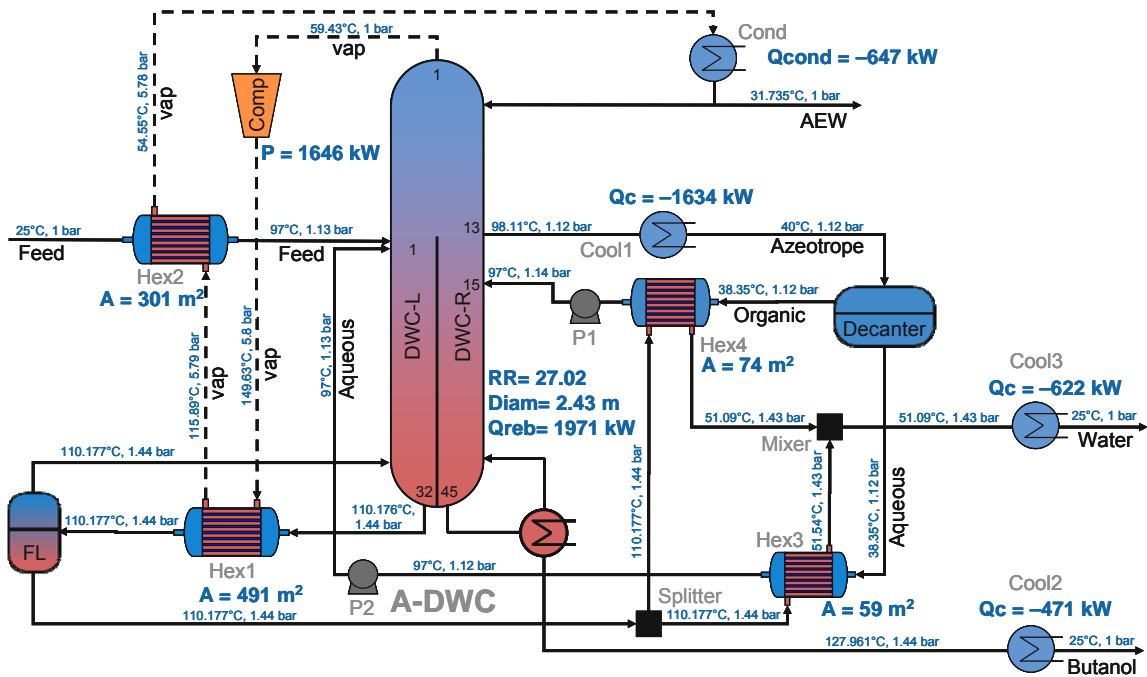 Cond
Qcond = –647 kW
59.43°C, 1 bar
vap
1
54.55°C, 5.78 bar
vap
Comp
31.735°C, 1 bar
AEW
P = 1646 kW
Qc = –1634 kW
25°C, 1 bar
Feed
97°C, 1.13 bar
Feed
Hex2
A = 301 m²
1
13
98.11°C, 1.12 bar
Cool1
40°C, 1.12 bar
Azeotrope
15
97°C, 1.14 bar
P1
38.35°C, 1.12 bar
Organic
Decanter
Hex4
A = 74 m²
DWC-L
DWC-R
97°C, 1.13 bar
Aqueous
115.89°C, 5.79 bar
vap
149.63°C, 5.8 bar
vap
RR= 27.02
Diam= 2.43 m
Qreb= 1971 kW
Cool3
Qc = –622 kW
51.09°C, 1.43 bar
Mixer
51.09°C, 1.43 bar
25°C, 1 bar
Water
110.177°C, 1.44 bar
32
45
110.176°C,
1.44 bar
110.177°C, 1.44 bar
FL
Hex1
A = 491 m²
110.177°C, 1.44 bar
51.54°C, 1.43 bar
38.35°C, 1.12 bar
Aqueous
Hex3
A = 59 m²
97°C, 1.12 bar
P2
A-DWC
110.177°C, 1.44 bar
Splitter
110.177°C, 1.44 bar
Cool2
Qc = –471 kW
127.961°C, 1.44 bar
25°C, 1 bar
Butanol